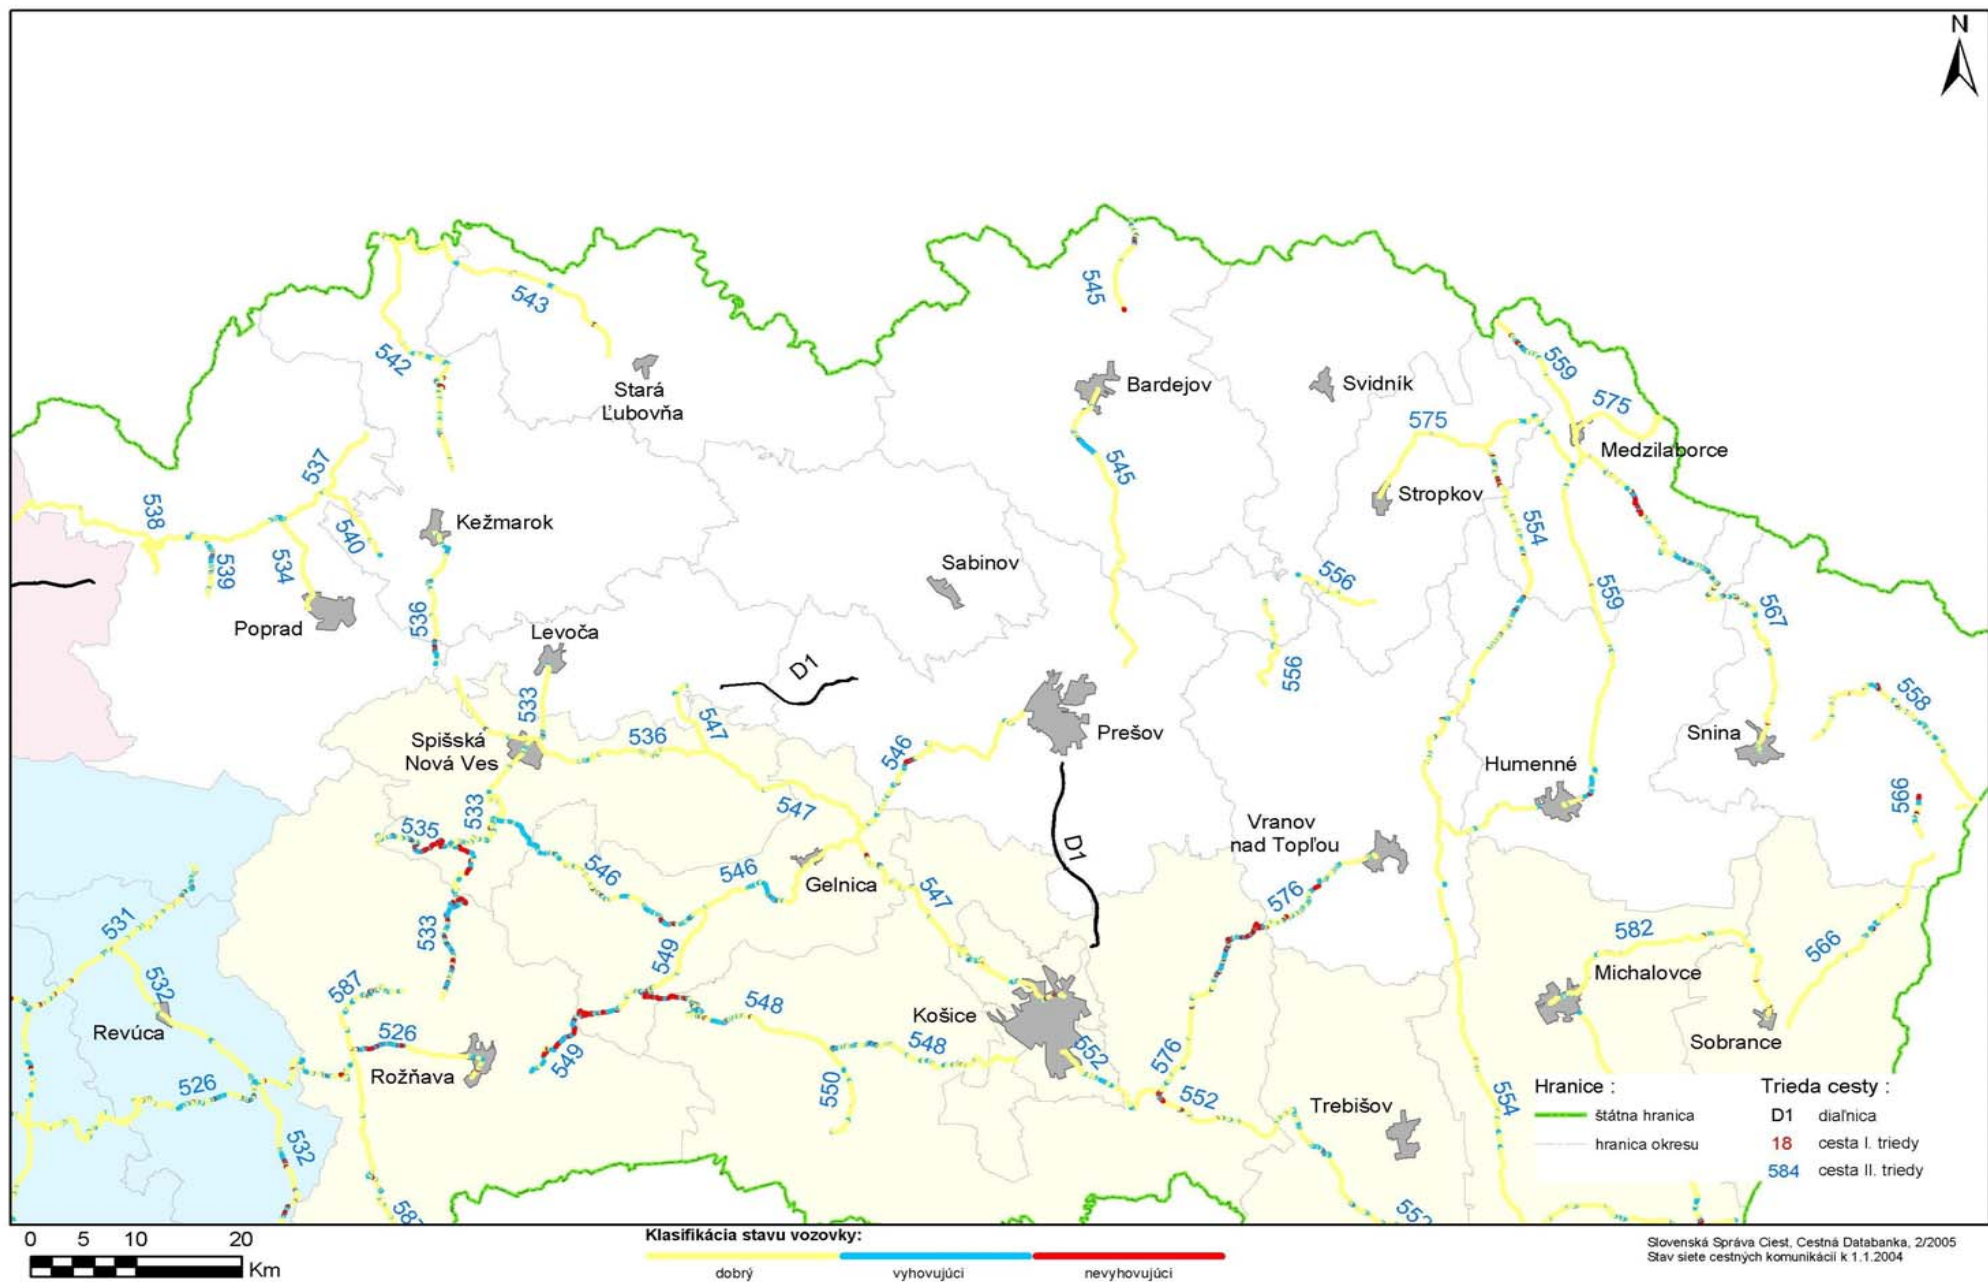 N
545
543
542
559
575
Stará
Ľubovňa
Bardejov
Svidník
575
Medzilaborce
537
545
Stropkov
538
540
Kežmarok
554
539
534
Sabinov
556
559
567
536
Poprad
Levoča
D1
556
558
533
547
Spišská
Nová Ves
536
546
Prešov
Snina
Humenné
566
547
533
535
D1
Vranov
nad Topľou
546
546
Gelnica
576
547
531
533
549
582
566
Michalovce
532
587
548
Košice
Revúca
526
548
552
Sobrance
Rožňava
549
576
526
550
552
Trebišov
554
532
Hranice :
štátna hranica
hranica okresu
Trieda cesty :
D1 diaľnica
18 cesta I. triedy
584 cesta II. triedy
0 5 10 20
Km
Klasifikácia stavu vozovky:
dobrý vyhovujúci nevyhovujúci
Slovenská Správa Ciest, Cestná Databanka, 2/2005
Stav siete cestných komunikácií k 1.1.2004